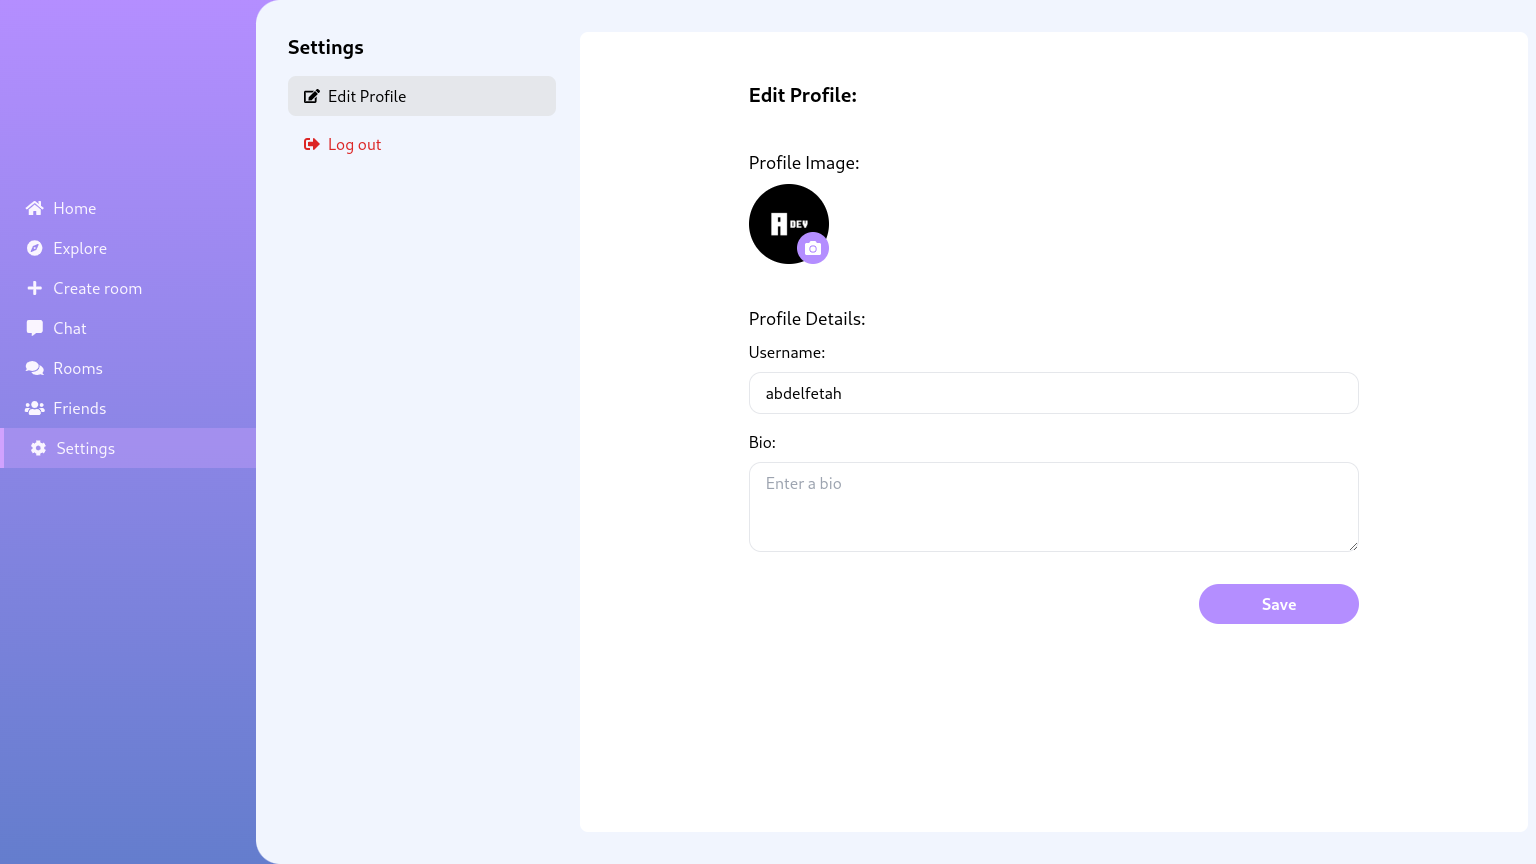 Home
Explore
Create room
Chat
Rooms
Friends
Settings
Settings
Edit Profile
Log out
Edit Profile:
Profile Image:
A DEV
Profile Details:
Username:
abdelfetah
Bio:
Enter a bio
Save